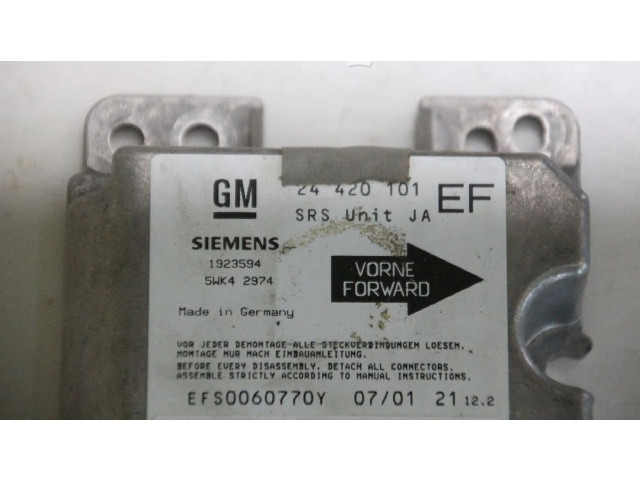 GM
24 420 101
EF
SRS Unit JA
SIEMENS
1923594
5WK4 2974
VORNE
FORWARD
Made in Germany
VOR JEDER DEMONTAGE ALLE STECKVERBINDUNGEN LOESEN.
MONTAGE NUR NACH EINBAUANLEITUNG.
BEFORE EVERY DISASSEMBLY. DETACH ALL CONNECTORS.
ASSEMBLE STRICTLY ACCORDING TO MANUAL INSTRUCTIONS.
EFS0060770Y 07/01 21 12.2